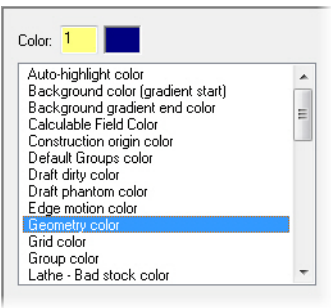 Color: 1
Auto-highlight color
Background color (gradient start)
Background gradient end color
Calculable Field Color
Construction origin color
Default Groups color
Draft dirty color
Draft phantom color
Edge motion color
Geometry color
Grid color
Group color
Lathe - Bad stock color